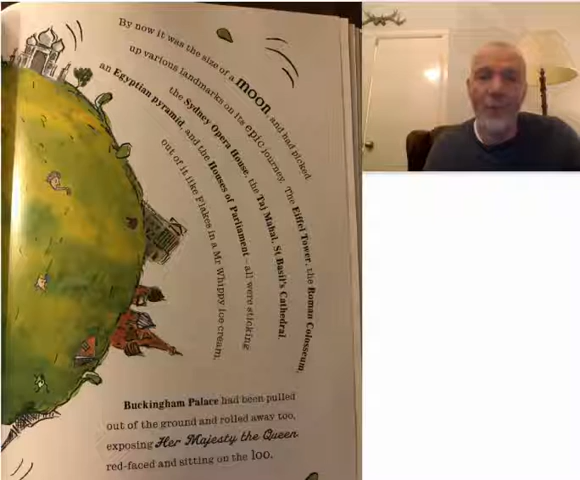 By now it was the size of a moon, and had picked
up various landmarks on its epic journey. The Eiffel Tower, the Roman Colosseum,
the Sydney Opera House, the Taj Mahal, St Basil's Cathedral,
an Egyptian pyramid, and the Houses of Parliament – all were sticking
out of it like Flakes in a Mr Whippy ice cream.
Buckingham Palace had been pulled
out of the ground and rolled away too,
exposing Her Majesty the Queen
red-faced and sitting on the loo.